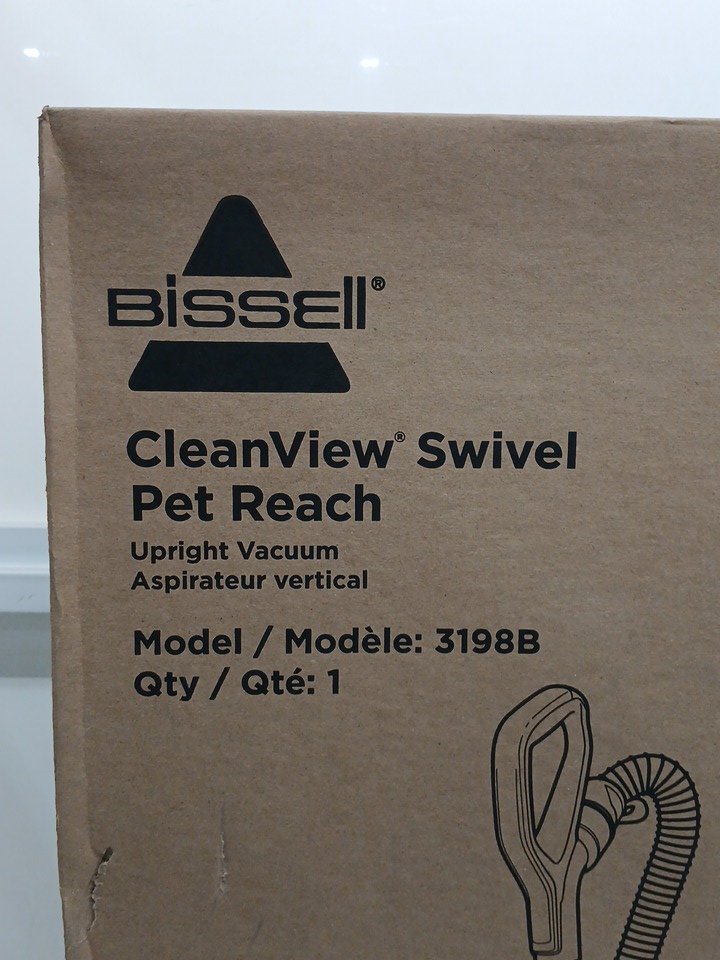 BISSELL®
CleanView® Swivel
Pet Reach
Upright Vacuum
Aspirateur vertical
Model / Modèle: 3198B
Qty / Qté: 1